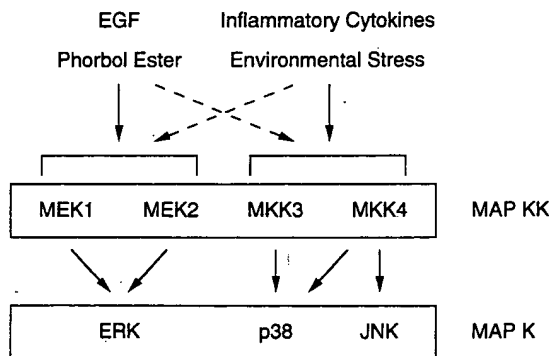 EGF Inflammatory Cytokines
Phorbol Ester Environmental Stress
MEK1 MEK2 MKK3 MKK4 MAP KK
ERK p38 JNK MAP K